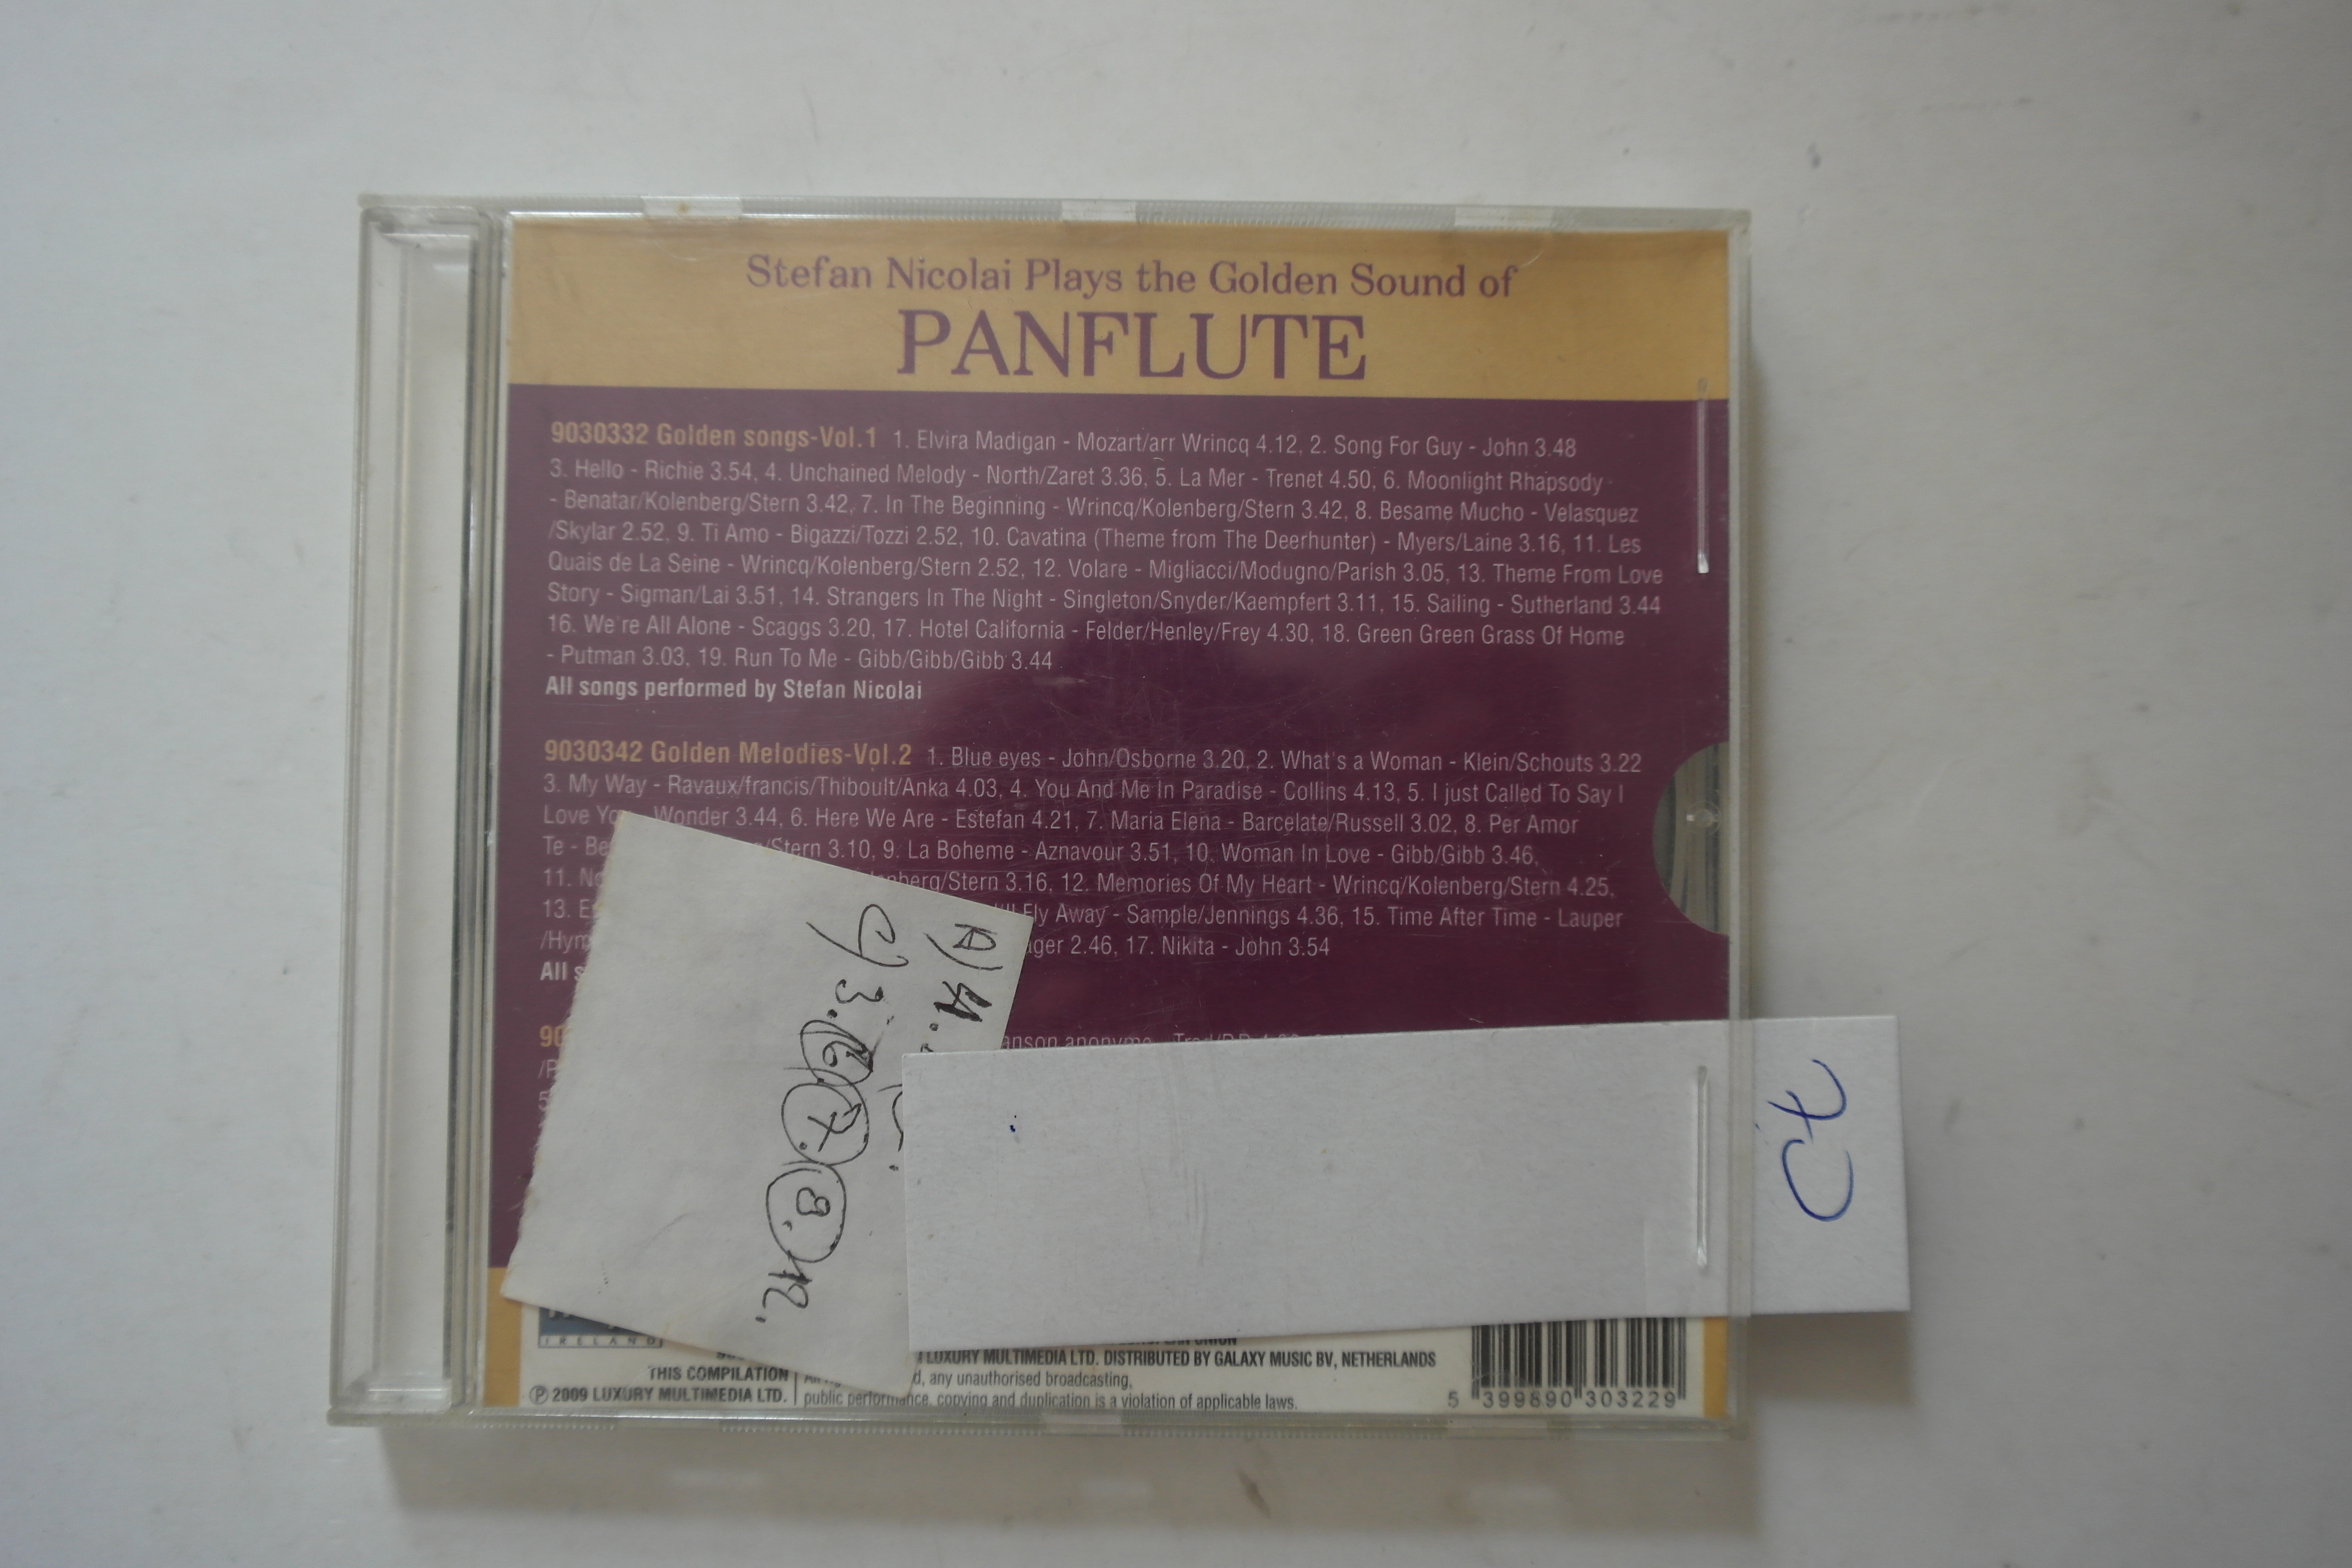 Stefan Nicolai Plays the Golden Sound of
PANFLUTE
9030332 Golden songs-Vol.1 1. Elvira Madigan - Mozart/arr Wrincq 4.12, 2. Song For Guy - John 3.48
3. Hello - Richie 3.54, 4. Unchained Melody - North/Zaret 3.36, 5. La Mer - Trenet 4.50, 6. Moonlight Rhapsody -
- Benatar/Kolenberg/Stern 3.42, 7. In The Beginning - Wrincq/Kolenberg/Stern 3.42, 8. Besame Mucho - Velasquez
/Skylar 2.52, 9. Ti Amo - Bigazzi/Tozzi 2.52, 10. Cavatina (Theme from The Deerhunter) - Myers/Laine 3.16, 11. Les
Quais de La Seine - Wrincq/Kolenberg/Stern 2.52, 12. Volare - Migliacci/Modugno/Parish 3.05, 13. Theme From Love
Story - Sigman/Lai 3.51, 14. Strangers In The Night - Singleton/Snyder/Kaempfert 3.11, 15. Sailing - Sutherland 3.44
16. We're All Alone - Scaggs 3.20, 17. Hotel California - Felder/Henley/Frey 4.30, 18. Green Green Grass Of Home
- Putman 3.03, 19. Run To Me - Gibb/Gibb/Gibb 3.44
All songs performed by Stefan Nicolai
9030342 Golden Melodies-Vol.2 1. Blue eyes - John/Osborne 3.20, 2. What's a Woman - Klein/Schouts 3.22
3. My Way - Ravaux/francis/Thiboult/Anka 4.03, 4. You And Me In Paradise - Collins 4.13, 5. I just Called To Say I
Love Wonder 3.44, 6. Here We Are - Estefan 4.21, 7. Maria Elena - Barcelate/Russell 3.02, 8. Per Amor
Te - /Stern 3.10, 9. La Boheme - Aznavour 3.51, 10. Woman In Love - Gibb/Gibb 3.46,
11. /Stern 3.16, 12. Memories Of My Heart - Wrincq/Kolenberg/Stern 4.25,
13. Fly Away - Sample/Jennings 4.36, 15. Time After Time - Lauper
2.46, 17. Nikita - John 3.54
All
anonyme
A) 4.
C) 3. 6. 7. 8. 12.
Ct
IRELAND
LUXURY MULTIMEDIA LTD. DISTRIBUTED BY GALAXY MUSIC BV, NETHERLANDS
THIS COMPILATION
℗ 2009 LUXURY MULTIMEDIA LTD.
any unauthorised broadcasting,
public performance, copying and duplication is a violation of applicable laws.
5 399890 303229